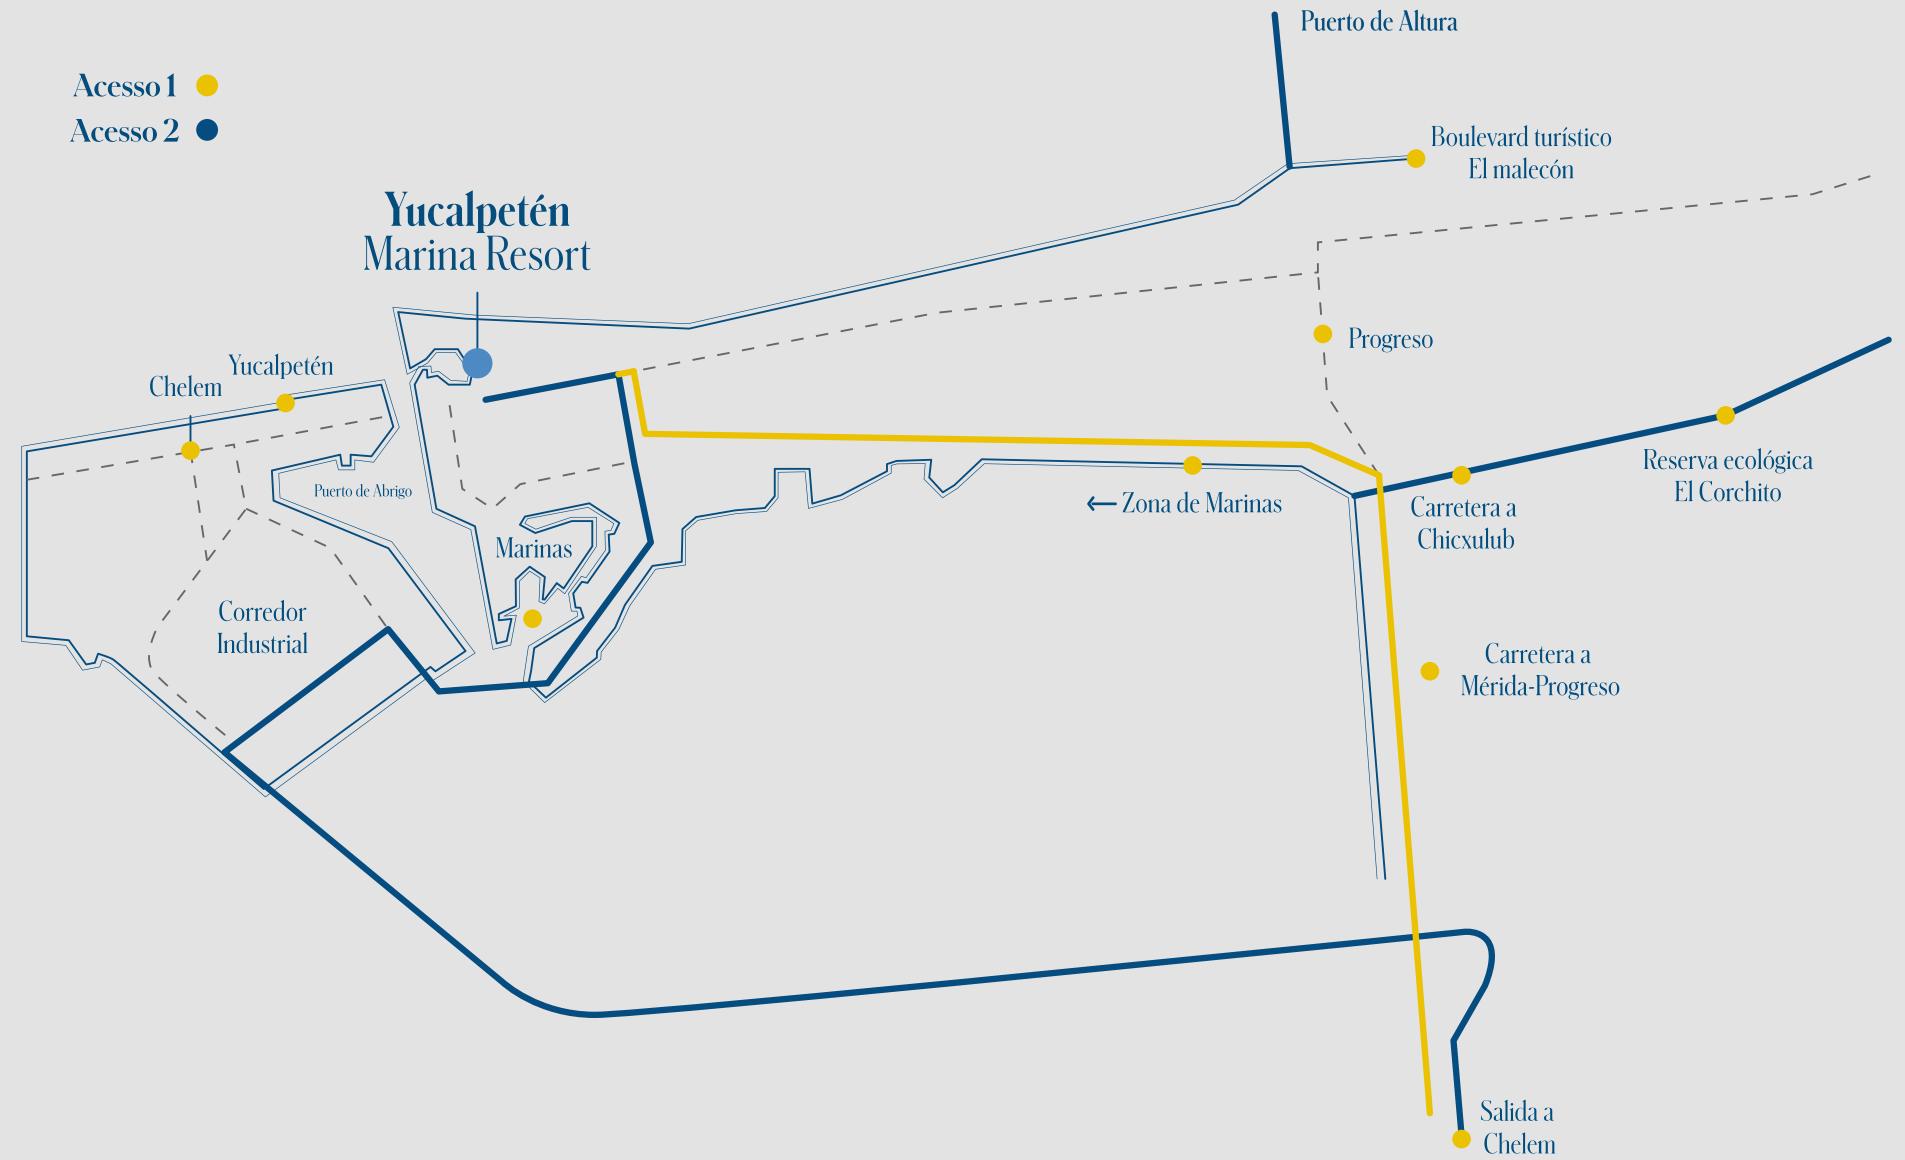 Puerto de Altura
Acesso 1
Acesso 2
Boulevard turístico
El malecón
Yucalpetén
Marina Resort
Progreso
Yucalpetén
Chelem
Reserva ecológica
El Corchito
Puerto de Abrigo
← Zona de Marinas
Carretera a
Chicxulub
Marinas
Corredor
Industrial
Carretera a
Mérida-Progreso
Salida a
Chelem